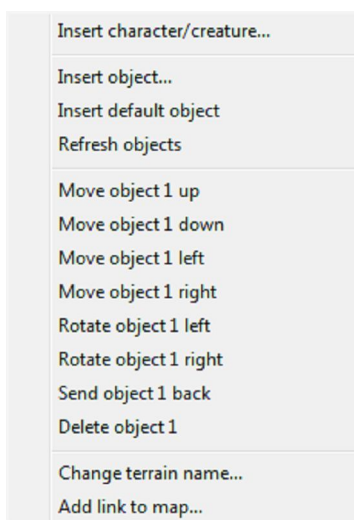 Insert character/creature...
Insert object...
Insert default object
Refresh objects
Move object 1 up
Move object 1 down
Move object 1 left
Move object 1 right
Rotate object 1 left
Rotate object 1 right
Send object 1 back
Delete object 1
Change terrain name...
Add link to map...